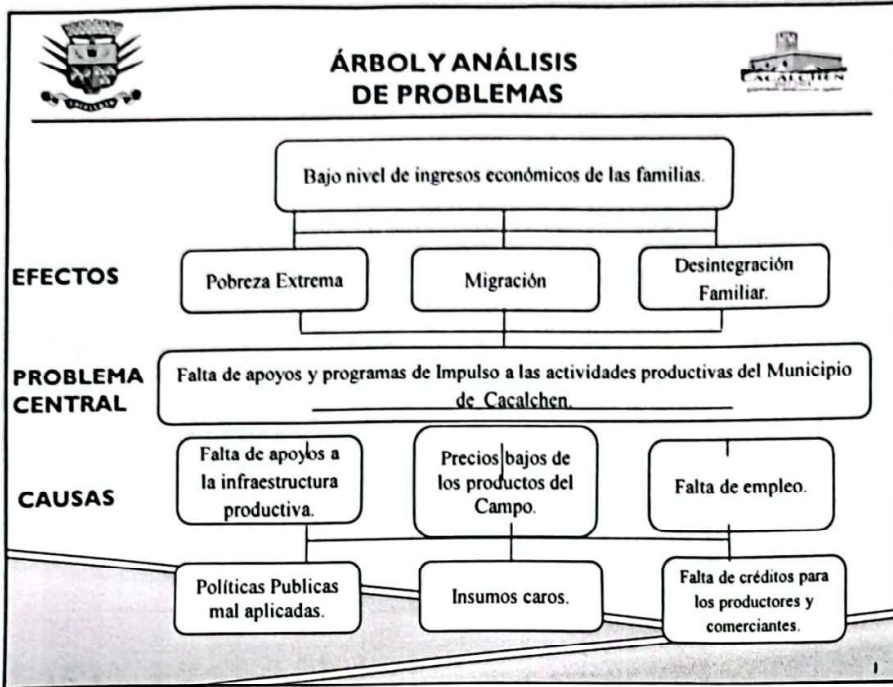 ÁRBOL Y ANÁLISIS
DE PROBLEMAS
CACALCHEN
Bajo nivel de ingresos económicos de las familias.
EFECTOS
Pobreza Extrema
Migración
Desintegración
Familiar.
PROBLEMA
CENTRAL
Falta de apoyos y programas de Impulso a las actividades productivas del Municipio
de Cacalchen.
CAUSAS
Falta de apoyos a
la infraestructura
productiva.
Precios bajos de
los productos del
Campo.
Falta de empleo.
Políticas Publicas
mal aplicadas.
Insumos caros.
Falta de créditos para
los productores y
comerciantes.
1